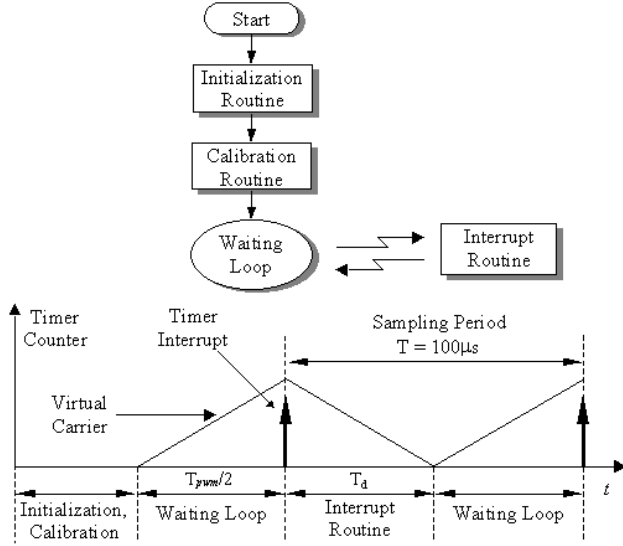 Start
Initialization
Routine
Calibration
Routine
Waiting
Loop
Interrupt
Routine
Timer
Counter
Timer
Interrupt
Sampling Period
T = 100μs
Virtual
Carrier
Tpwm/2
Td
t
Initialization,
Calibration
Waiting Loop
Interrupt
Routine
Waiting Loop